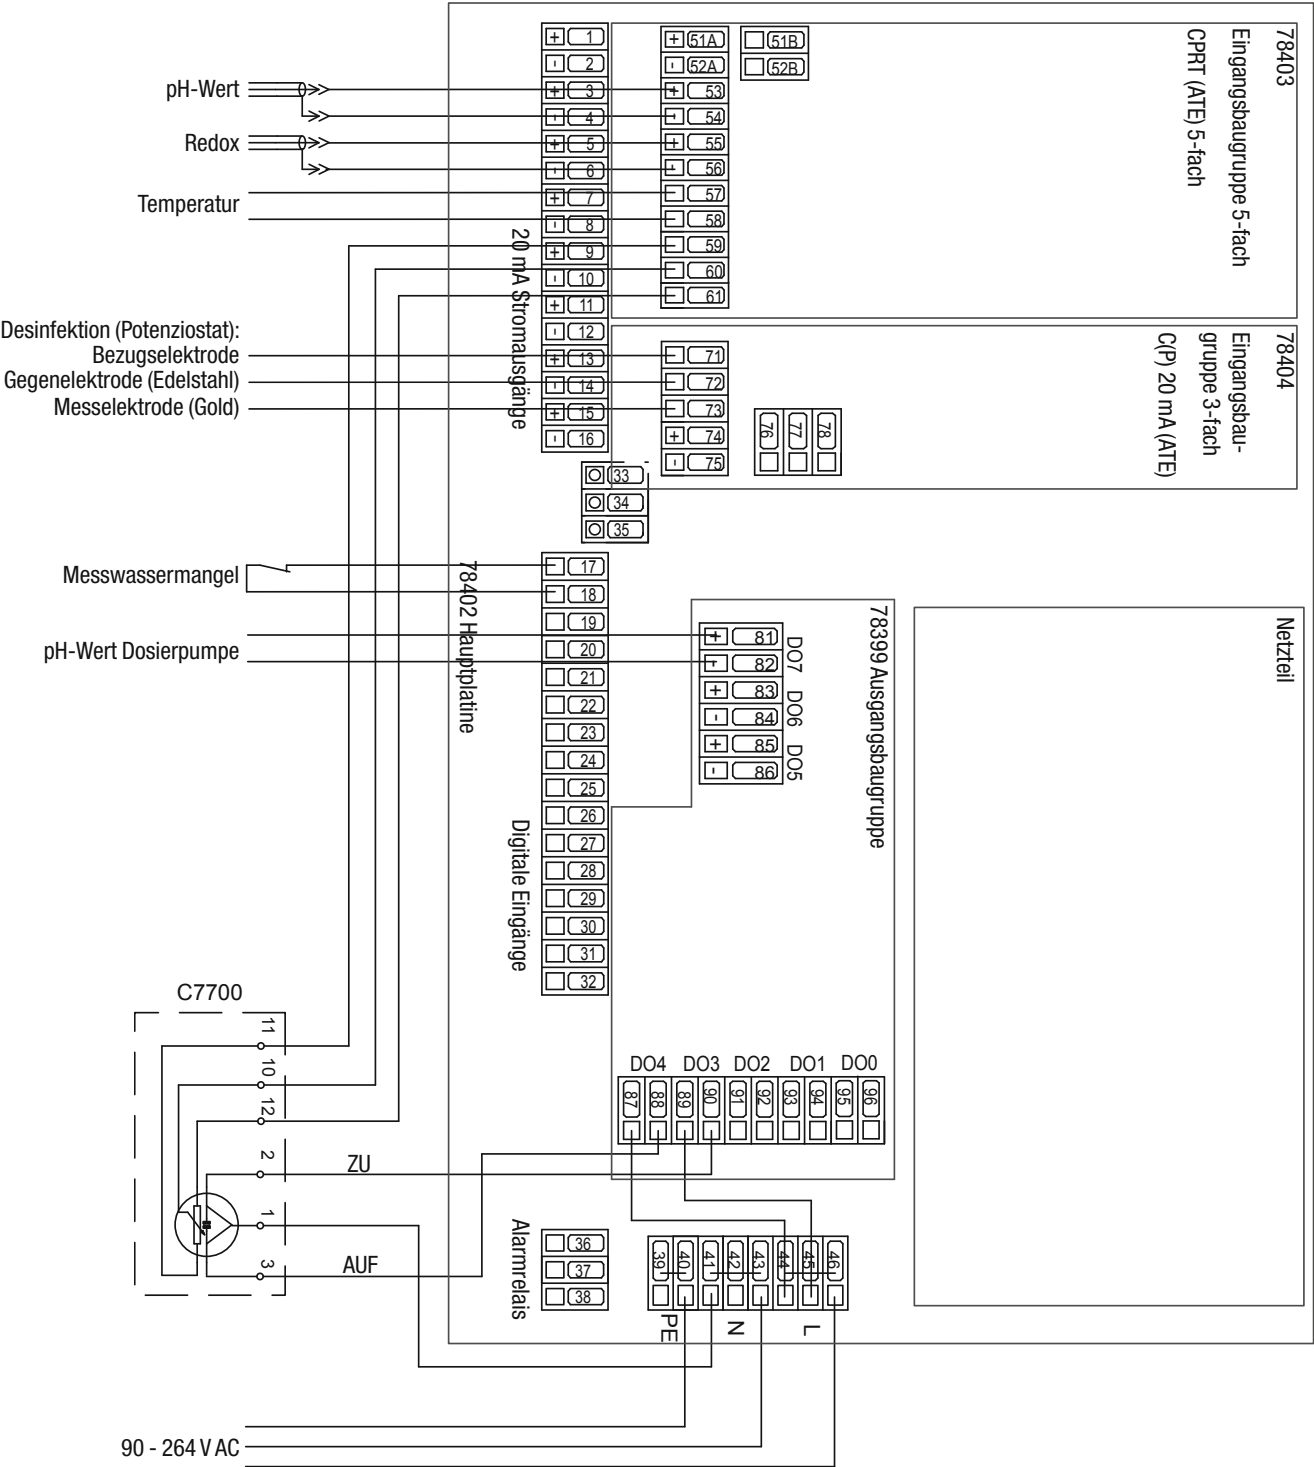 + 1
- 2
+ 3
- 4
+ 5
- 6
+ 7
- 8
+ 9
- 10
+ 11
- 12
+ 13
- 14
+ 15
- 16
20 mA Stromausgänge
+ 51A
- 52A
+ 53
- 54
+ 55
- 56
57
58
59
60
61
51B
52B
78403
Eingangsbaugruppe 5-fach
CPRT (ATE) 5-fach
pH-Wert
Redox
Temperatur
Desinfektion (Potenziostat):
Bezugselektrode
Gegenelektrode (Edelstahl)
Messelektrode (Gold)
71
72
73
+ 74
- 75
76
77
78
78404
Eingangsbau-
gruppe 3-fach
C(P) 20 mA (ATE)
33
34
35
Messwassermangel
pH-Wert Dosierpumpe
78402 Hauptplatine
17
18
19
20
21
22
23
24
25
26
27
28
29
30
31
32
Digitale Eingänge
+ 81
- 82
+ 83
- 84
+ 85
- 86
DO7
DO6
DO5
78399 Ausgangsbaugruppe
Netzteil
DO4 DO3 DO2 DO1 DO0
87 88 89 90 91 92 93 94 95 96
C7700
11
10
12
2
1
3
ZU
AUF
Alarmrelais
36
37
38
39 40 41 42 43 44 45 46
PE N L
90 - 264 V AC